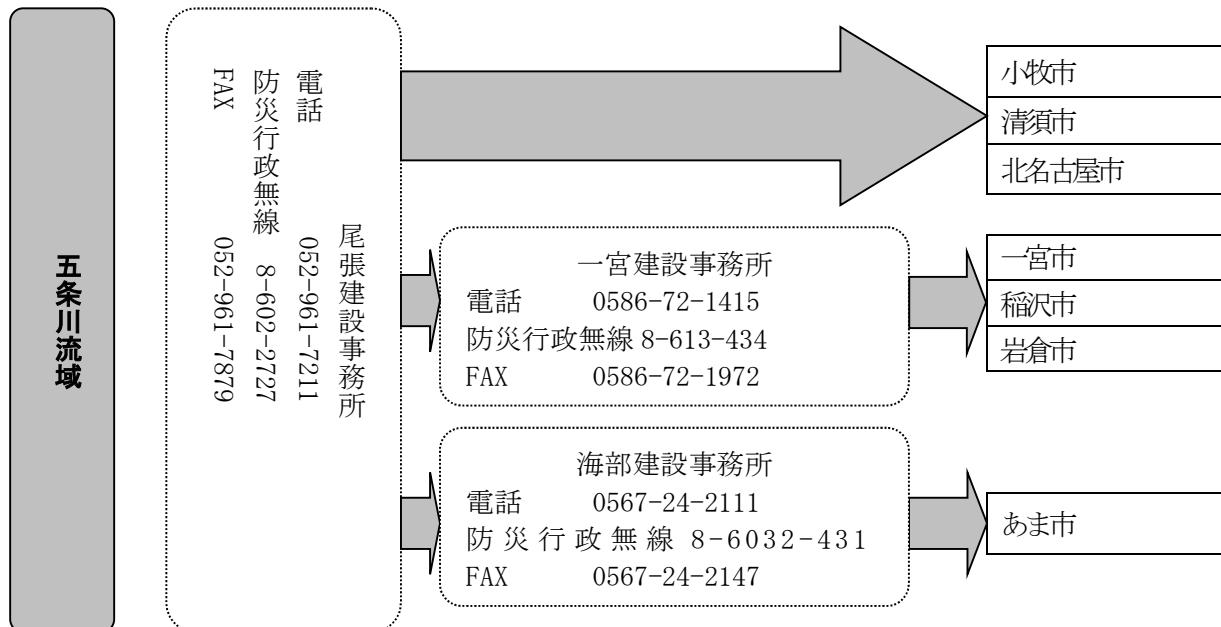 五条川流域
尾張建設事務所
電話 052-961-7211
防災行政無線 8-602-2727
FAX 052-961-7879
小牧市
清須市
北名古屋市
一宮建設事務所
電話 0586-72-1415
防災行政無線 8-613-434
FAX 0586-72-1972
一宮市
稲沢市
岩倉市
海部建設事務所
電話 0567-24-2111
防災行政無線 8-6032-431
FAX 0567-24-2147
あま市